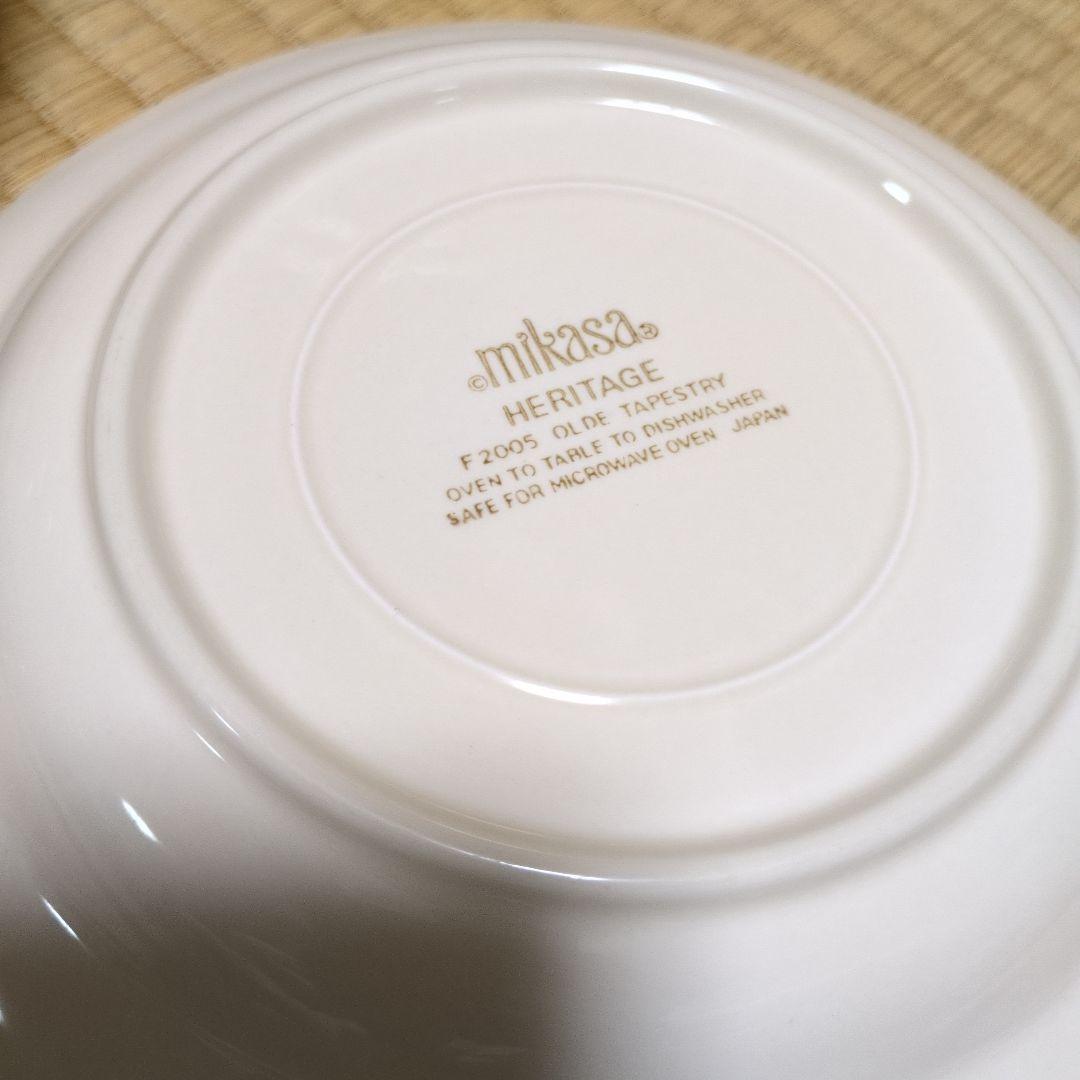 ©mikasa®
HERITAGE
F2005 OLDE TAPESTRY
OVEN TO TABLE TO DISHWASHER
SAFE FOR MICROWAVE OVEN JAPAN